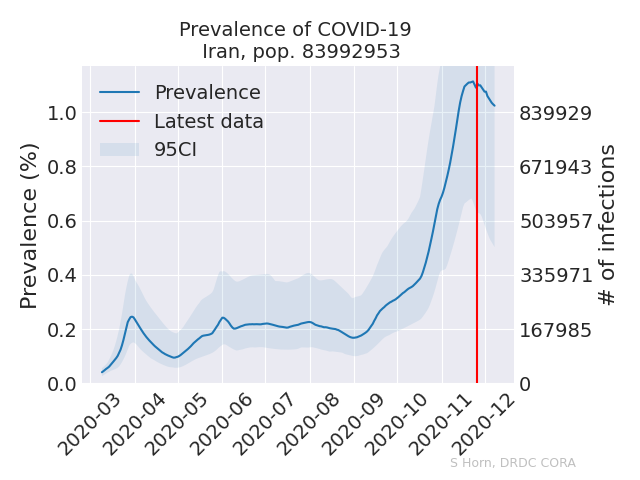 Prevalence of COVID-19
Iran, pop. 83992953
Prevalence
Latest data
95CI
Prevalence (%)
1.0
0.8
0.6
0.4
0.2
0.0
839929
671943
503957
335971
167985
0
# of infections
2020-03
2020-04
2020-05
2020-06
2020-07
2020-08
2020-09
2020-10
2020-11
2020-12
S Horn, DRDC CORA